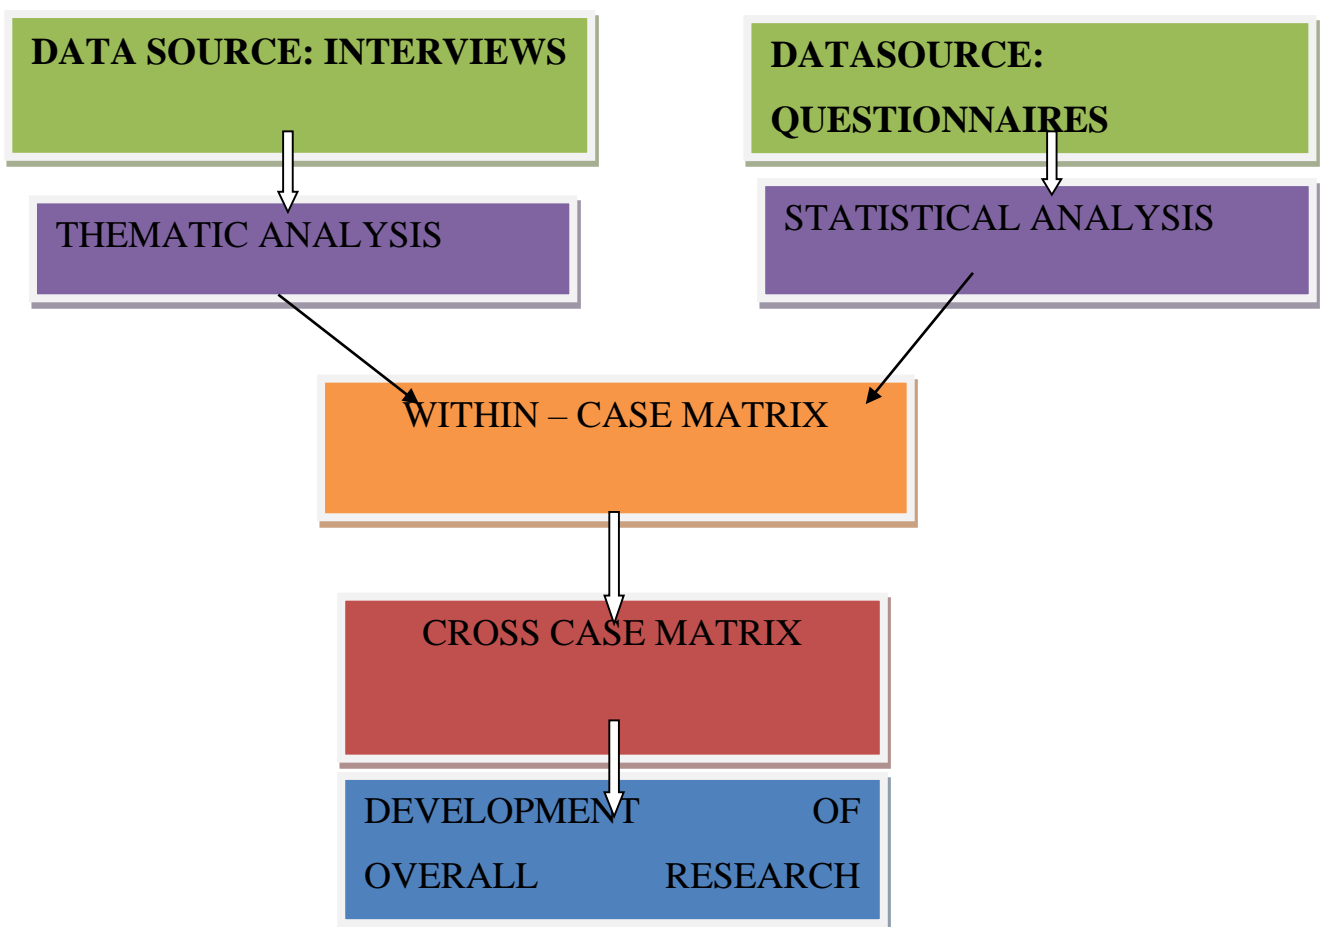 DATA SOURCE: INTERVIEWS
DATASOURCE:
QUESTIONNAIRES
THEMATIC ANALYSIS
STATISTICAL ANALYSIS
WITHIN – CASE MATRIX
CROSS CASE MATRIX
DEVELOPMENT OF
OVERALL RESEARCH